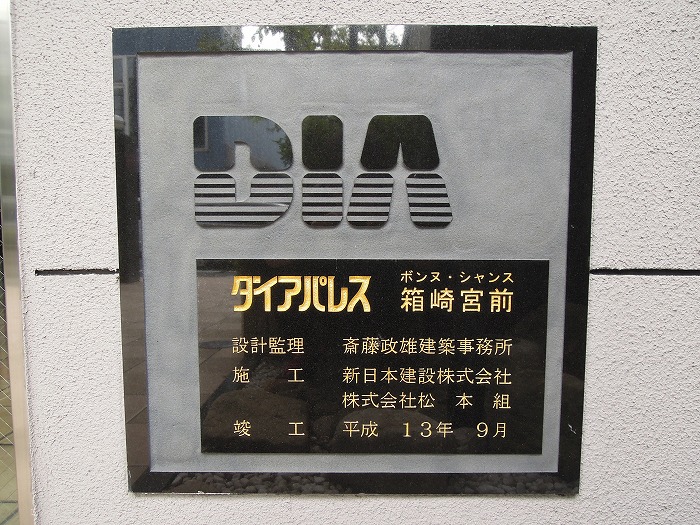 DIA
ダイアパレス ボンヌ・シャンス
箱崎宮前
設計監理 斎藤政雄建築事務所
施 工 新日本建設株式会社
株式会社松 本 組
竣 工 平成 13年 9月